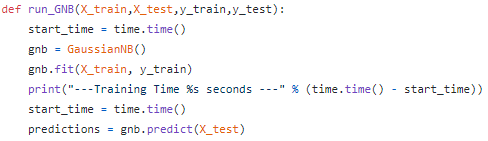 def run_GNB(X_train,X_test,y_train,y_test):
    start_time = time.time()
    gnb = GaussianNB()
    gnb.fit(X_train, y_train)
    print("---Training Time %s seconds ---" % (time.time() - start_time))
    start_time = time.time()
    predictions = gnb.predict(X_test)